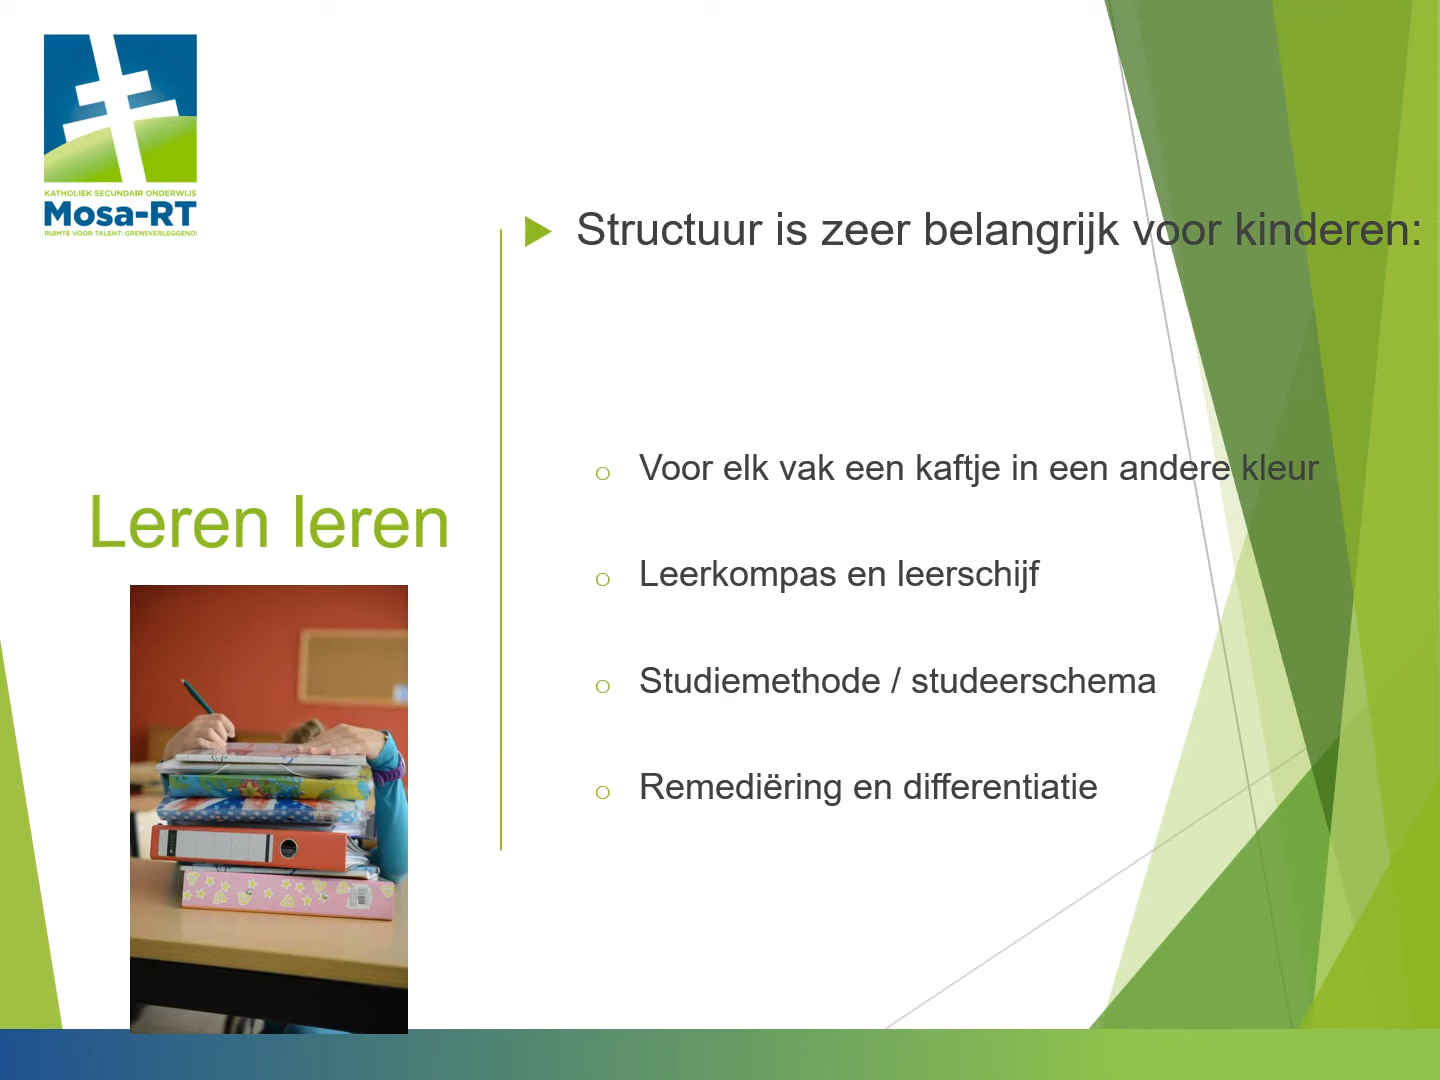 KATHOLIEK SECUNDAIR ONDERWIJS
Mosa-RT
RUIMTE VOOR TALENT: GRENSVERLEGGEND!
Structuur is zeer belangrijk voor kinderen:
Leren leren
Voor elk vak een kaftje in een andere kleur
Leerkompas en leerschijf
Studiemethode / studeerschema
Remediëring en differentiatie